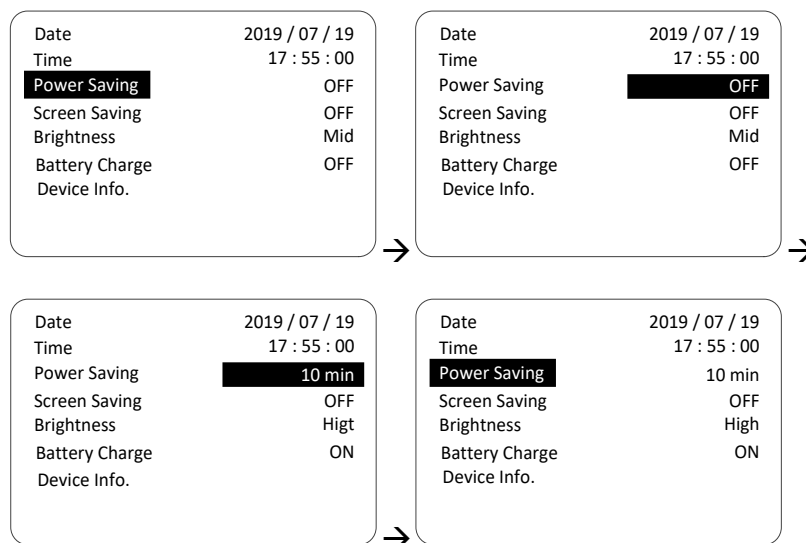 Date 2019 / 07 / 19
Time 17 : 55 : 00
Power Saving OFF
Screen Saving OFF
Brightness Mid
Battery Charge OFF
Device Info.
→
Date 2019 / 07 / 19
Time 17 : 55 : 00
Power Saving OFF
Screen Saving OFF
Brightness Mid
Battery Charge OFF
Device Info.
→
Date 2019 / 07 / 19
Time 17 : 55 : 00
Power Saving 10 min
Screen Saving OFF
Brightness Higt
Battery Charge ON
Device Info.
→
Date 2019 / 07 / 19
Time 17 : 55 : 00
Power Saving 10 min
Screen Saving OFF
Brightness High
Battery Charge ON
Device Info.